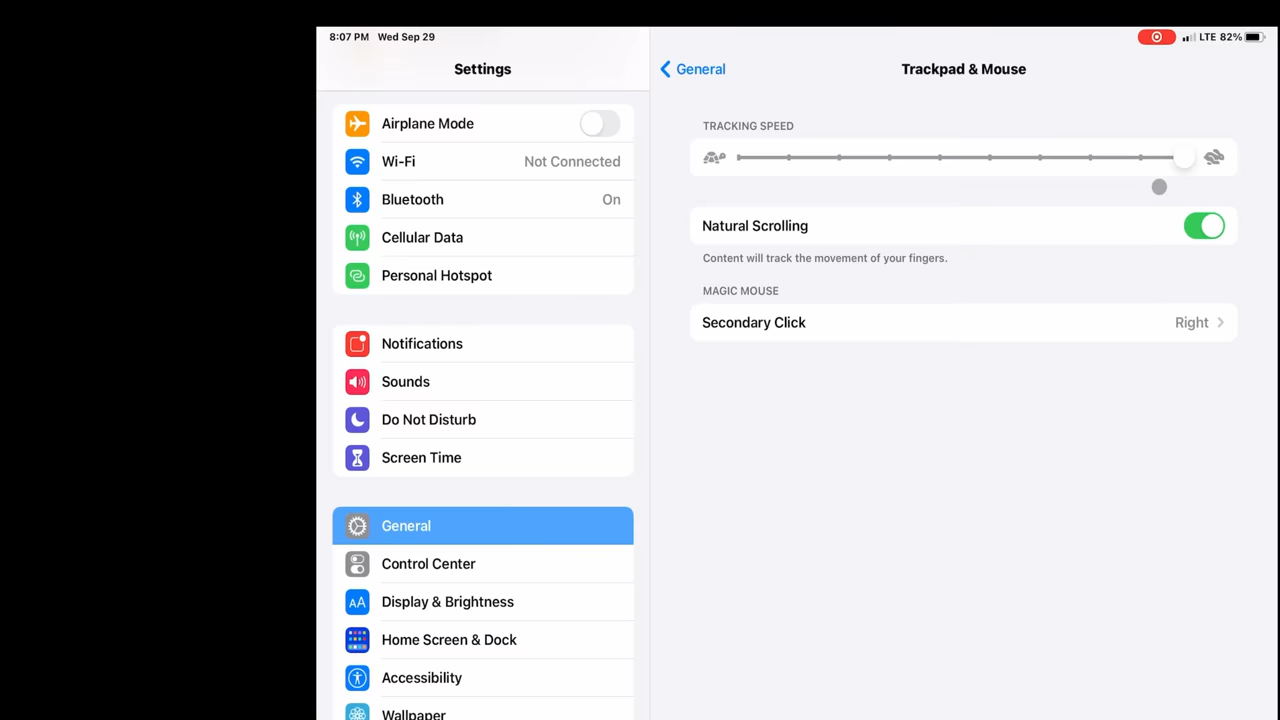 8:07 PM Wed Sep 29
LTE 82%
Settings
Airplane Mode
Wi-Fi Not Connected
Bluetooth On
Cellular Data
Personal Hotspot
Notifications
Sounds
Do Not Disturb
Screen Time
General
Control Center
AA Display & Brightness
Home Screen & Dock
Accessibility
Wallpaper
General
Trackpad & Mouse
TRACKING SPEED
Natural Scrolling
Content will track the movement of your fingers.
MAGIC MOUSE
Secondary Click Right